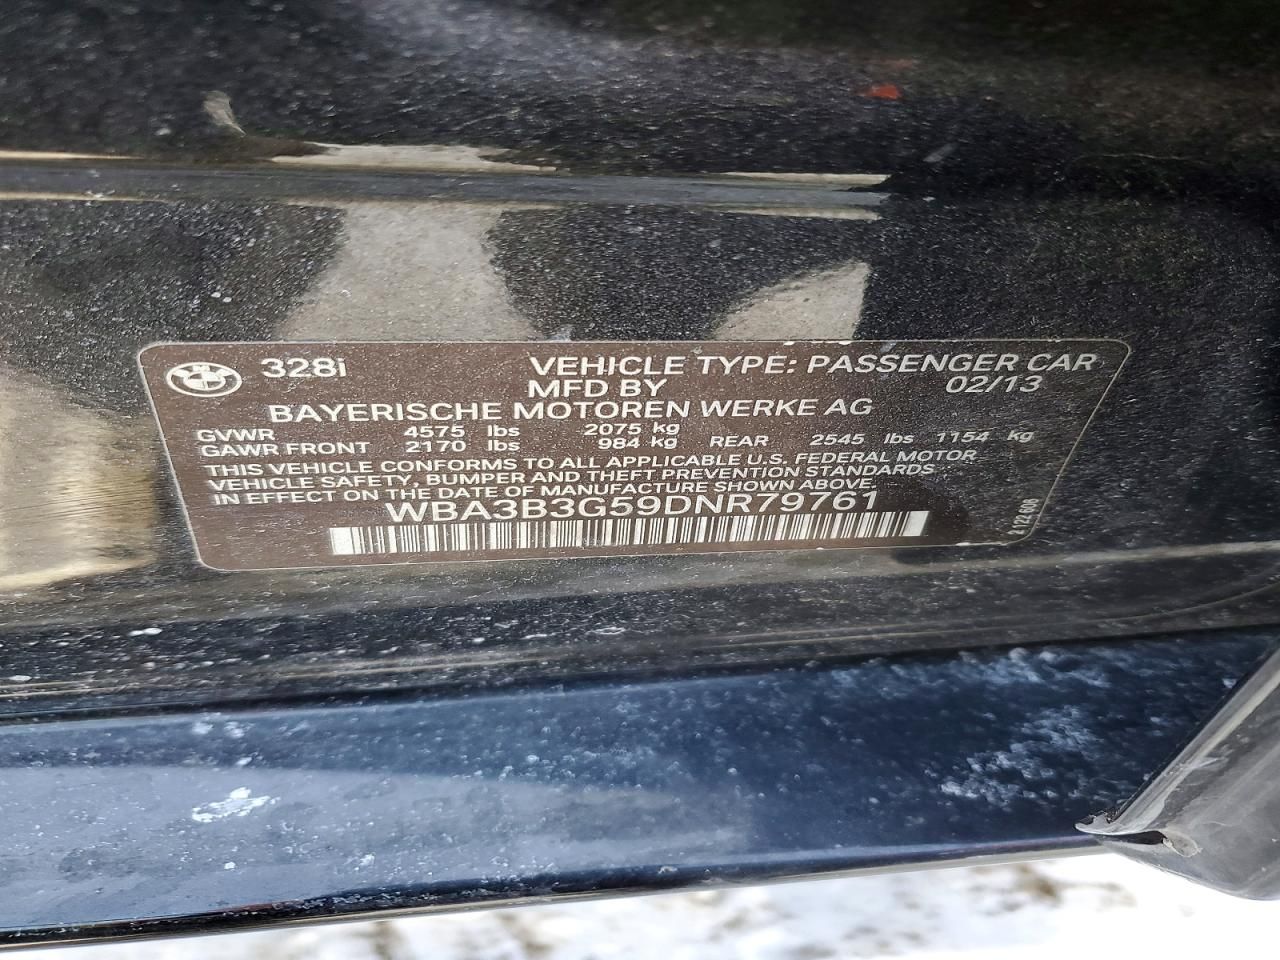 328i VEHICLE TYPE: PASSENGER CAR
MFD BY 02/13
BAYERISCHE MOTOREN WERKE AG
GVWR 4575 lbs 2075 kg
GAWR FRONT 2170 lbs 984 kg REAR 2545 lbs 1154 kg
THIS VEHICLE CONFORMS TO ALL APPLICABLE U.S. FEDERAL MOTOR
VEHICLE SAFETY, BUMPER AND THEFT PREVENTION STANDARDS
IN EFFECT ON THE DATE OF MANUFACTURE SHOWN ABOVE.
WBA3B3G59DNR79761